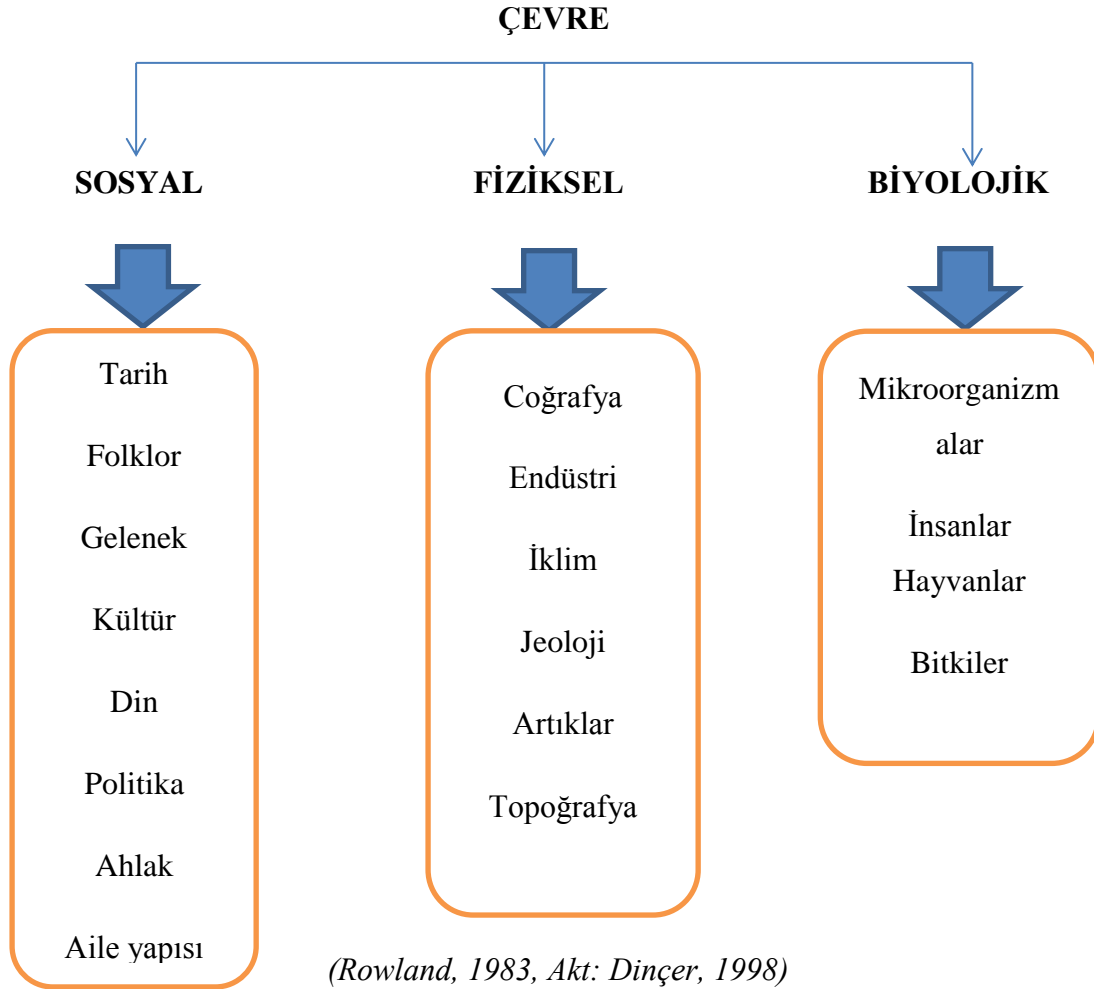 ÇEVRE
SOSYAL
FİZİKSEL
BİYOLOJİK
Tarih
Folklor
Gelenek
Kültür
Din
Politika
Ahlak
Aile yapısı
Coğrafya
Endüstri
İklim
Jeoloji
Artıklar
Topoğrafya
Mikroorganizm
alar
İnsanlar
Hayvanlar
Bitkiler
(Rowland, 1983, Akt: Dinçer, 1998)